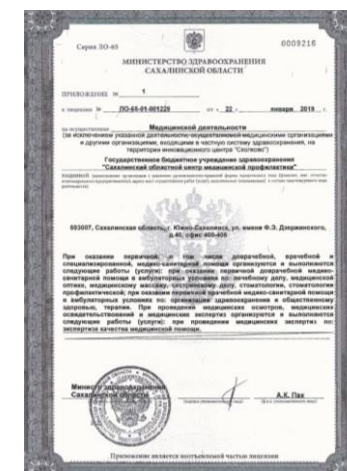 Серия ЛО-65
0009216
МИНИСТЕРСТВО ЗДРАВООХРАНЕНИЯ
САХАЛИНСКОЙ ОБЛАСТИ
ПРИЛОЖЕНИЕ № 1
к лицензии № ЛО-65-01-001229 от « 22 » января 2019 г.
на осуществление Медицинской деятельности
(за исключением указанной деятельности, осуществляемой медицинскими организациями
и другими организациями, входящими в частную систему здравоохранения, на
территории инновационного центра "Сколково")
Государственное бюджетное учреждение здравоохранения
"Сахалинский областной центр медицинской профилактики"
693007, Сахалинская область, г. Южно-Сахалинск, ул. имени Ф.Э. Дзержинского,
д.40, офис 400-406
При оказании первичной, в том числе доврачебной, врачебной и
специализированной, медико-санитарной помощи организуются и выполняются
следующие работы (услуги): при оказании первичной доврачебной медико-
санитарной помощи в амбулаторных условиях по: лечебному делу, медицинской
оптике, медицинскому массажу, сестринскому делу, стоматологии, стоматологии
профилактической; при оказании первичной врачебной медико-санитарной помощи
в амбулаторных условиях по: организации здравоохранения и общественному
здоровью, терапии. При проведении медицинских осмотров, медицинских
освидетельствований и медицинских экспертиз организуются и выполняются
следующие работы (услуги): при проведении медицинских экспертиз по:
экспертизе качества медицинской помощи.
Министр здравоохранения
Сахалинской области
А.К. Пак
Приложение является неотъемлемой частью лицензии